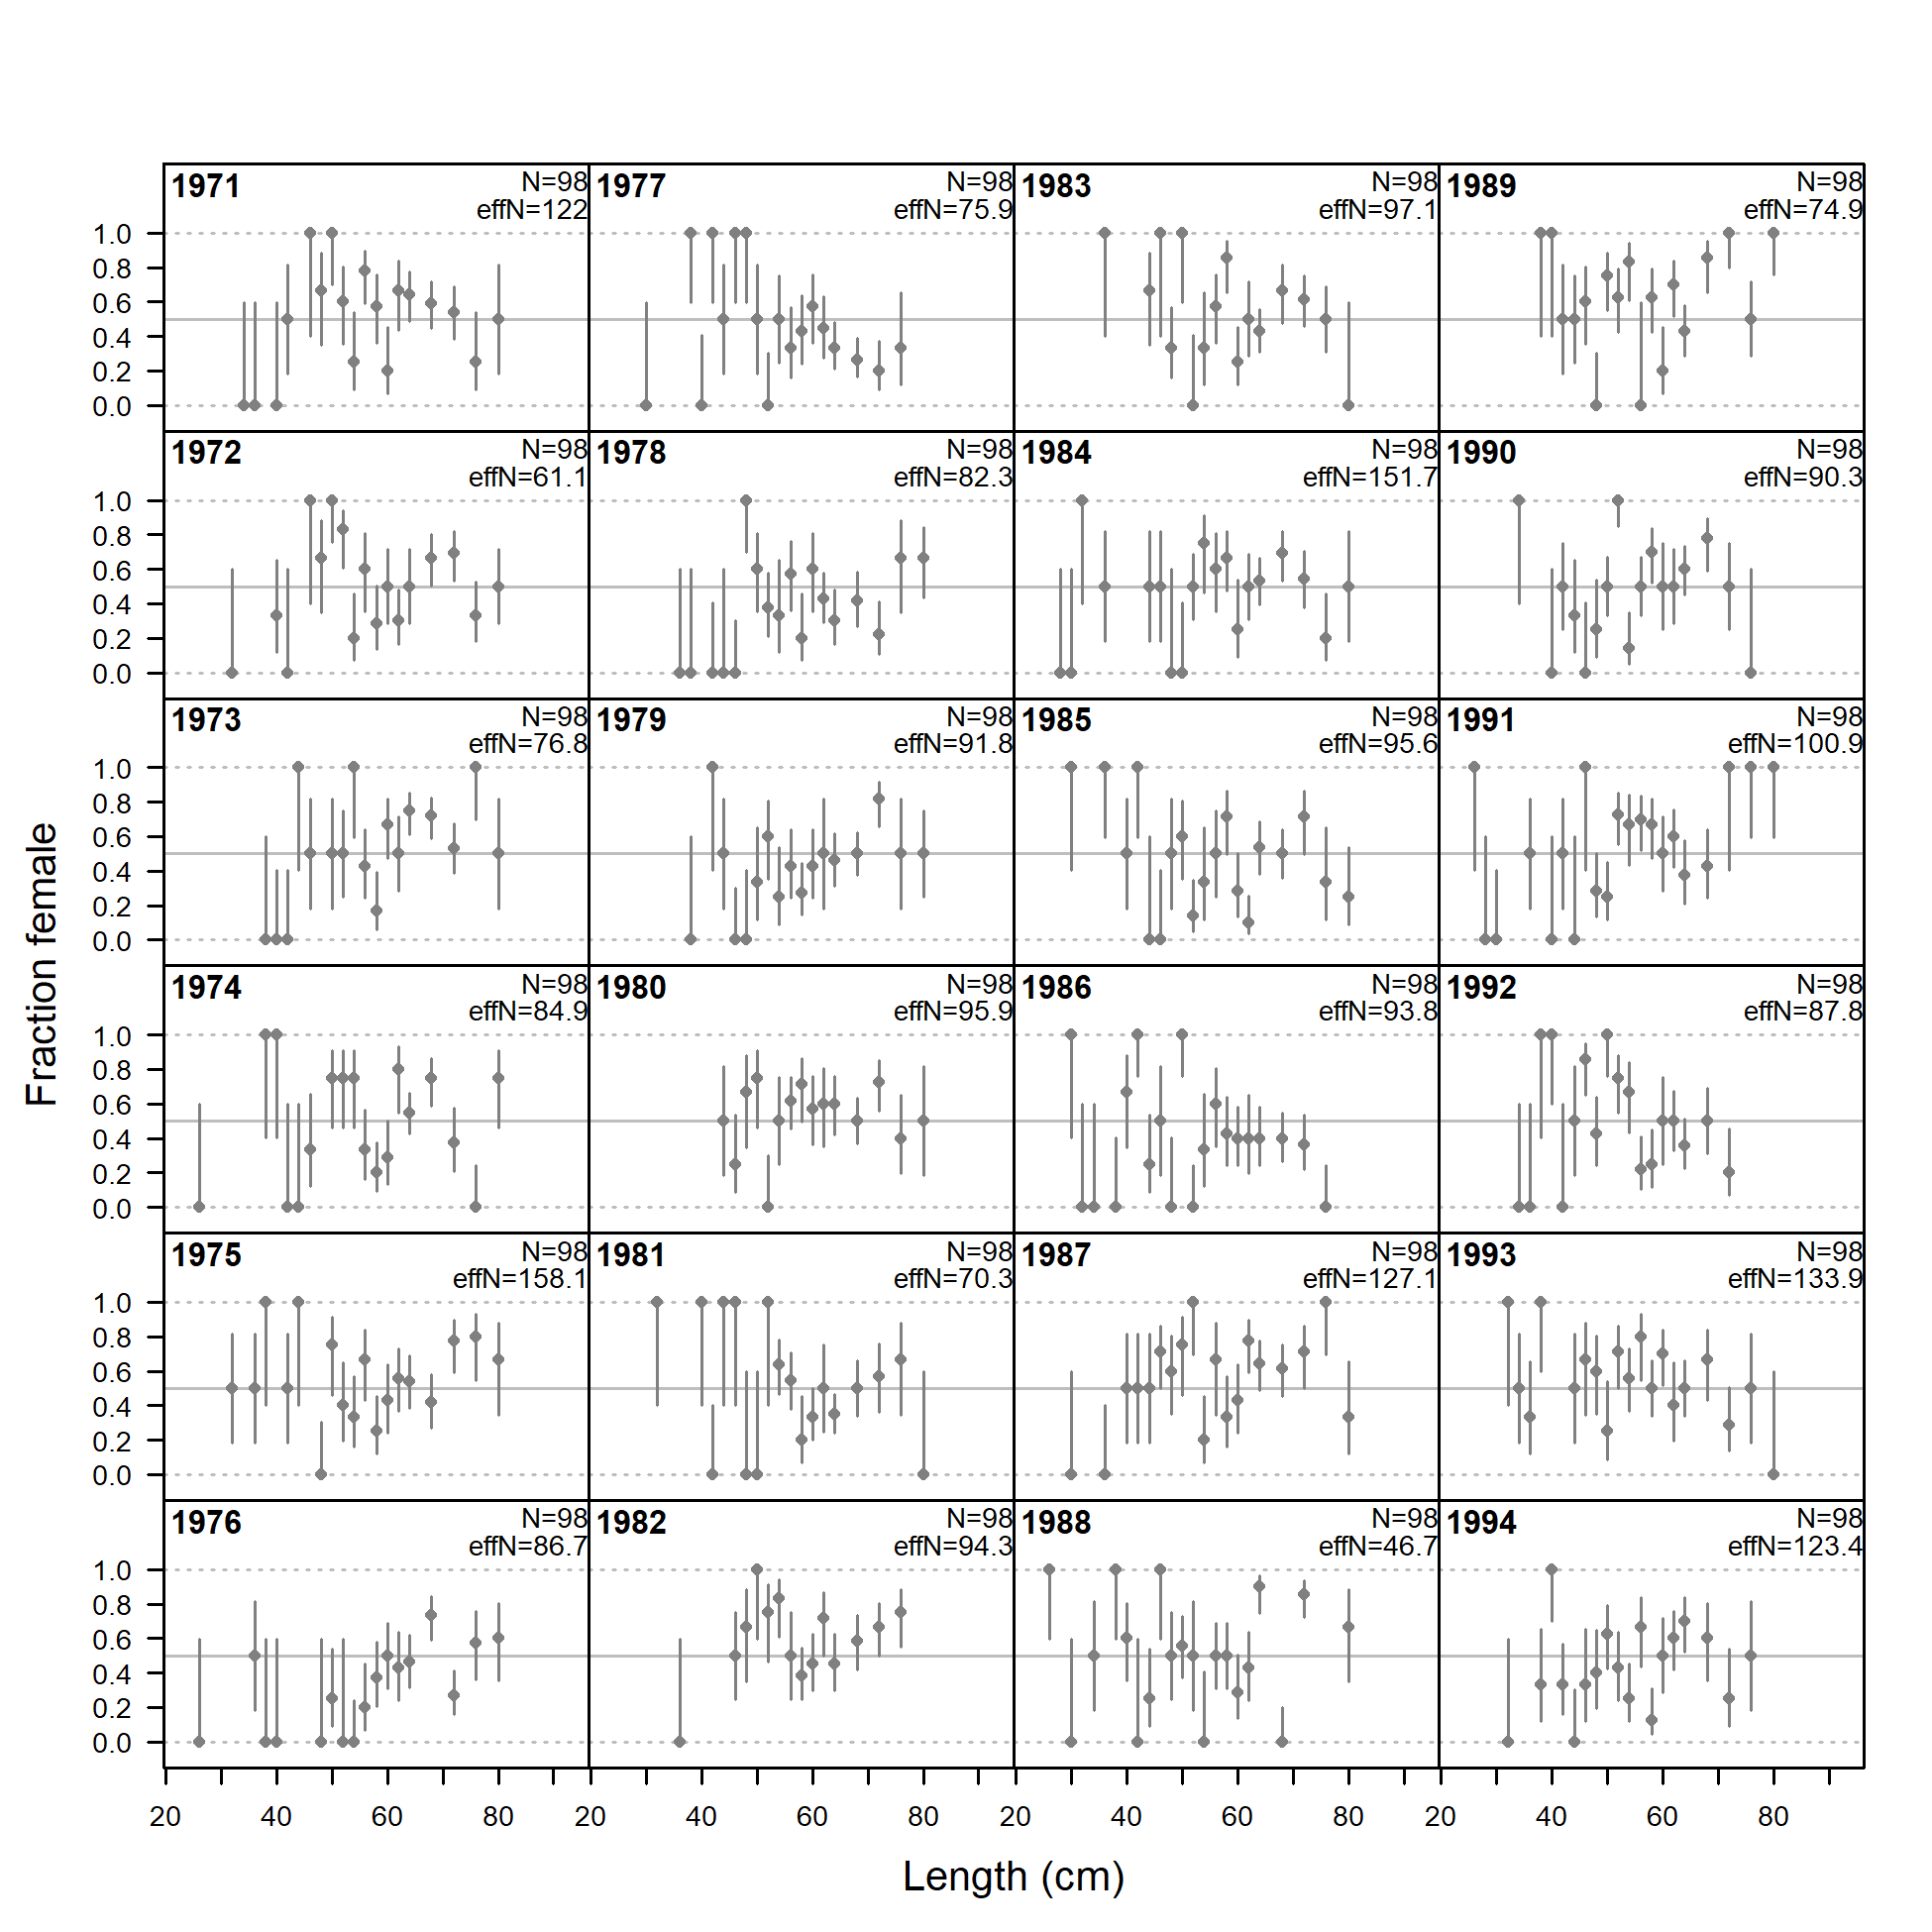 1971 N=98 1977 N=98 1983 N=98 1989 N=98
effN=122 effN=75.9 effN=97.1 effN=74.9
1.0
0.8
0.6
0.4
0.2
0.0
1972 N=98 1978 N=98 1984 N=98 1990 N=98
effN=61.1 effN=82.3 effN=151.7 effN=90.3
1.0
0.8
0.6
0.4
0.2
0.0
1973 N=98 1979 N=98 1985 N=98 1991 N=98
effN=76.8 effN=91.8 effN=95.6 effN=100.9
1.0
0.8
0.6
0.4
0.2
0.0
1974 N=98 1980 N=98 1986 N=98 1992 N=98
effN=84.9 effN=95.9 effN=93.8 effN=87.8
1.0
0.8
0.6
0.4
0.2
0.0
1975 N=98 1981 N=98 1987 N=98 1993 N=98
effN=158.1 effN=70.3 effN=127.1 effN=133.9
1.0
0.8
0.6
0.4
0.2
0.0
1976 N=98 1982 N=98 1988 N=98 1994 N=98
effN=86.7 effN=94.3 effN=46.7 effN=123.4
1.0
0.8
0.6
0.4
0.2
0.0
20 40 60 80 20 40 60 80 20 40 60 80 20 40 60 80
Length (cm)
Fraction female